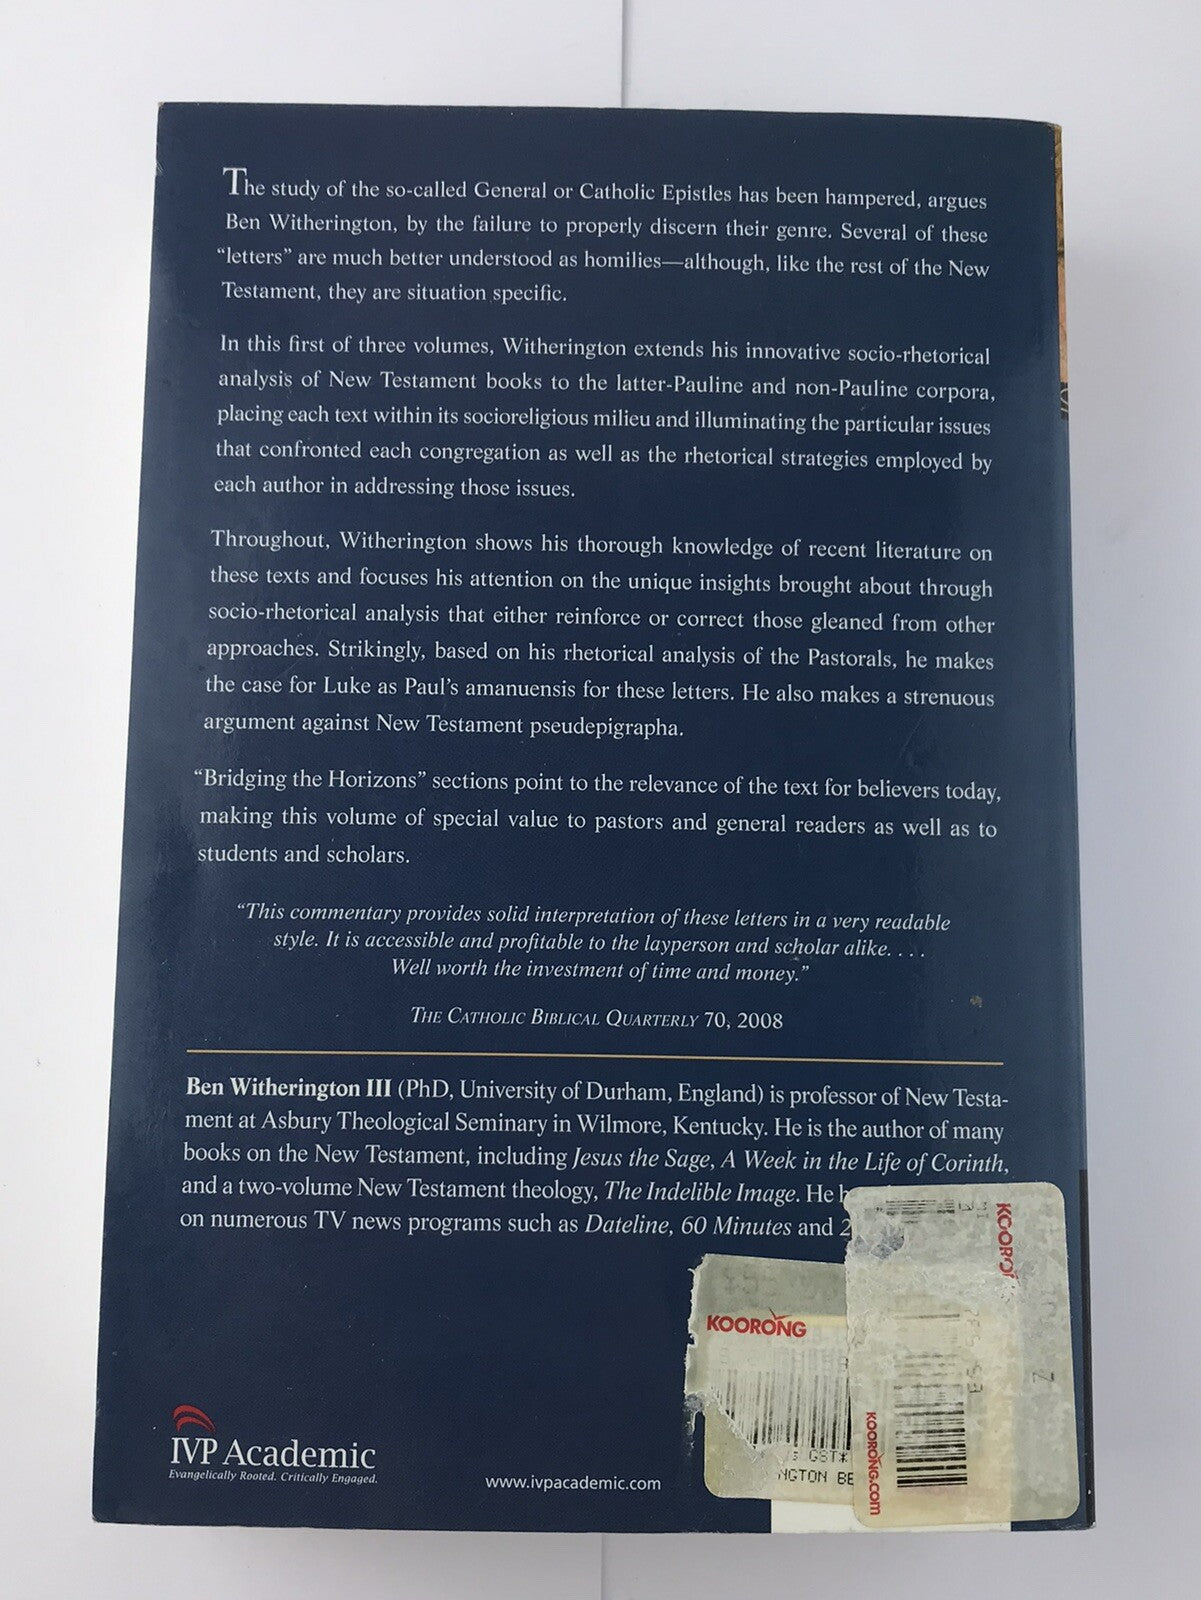 The study of the so-called General or Catholic Epistles has been hampered, argues
Ben Witherington, by the failure to properly discern their genre. Several of these
“letters” are much better understood as homilies—although, like the rest of the New
Testament, they are situation specific.
In this first of three volumes, Witherington extends his innovative socio-rhetorical
analysis of New Testament books to the latter-Pauline and non-Pauline corpora,
placing each text within its socioreligious milieu and illuminating the particular issues
that confronted each congregation as well as the rhetorical strategies employed by
each author in addressing those issues.
Throughout, Witherington shows his thorough knowledge of recent literature on
these texts and focuses his attention on the unique insights brought about through
socio-rhetorical analysis that either reinforce or correct those gleaned from other
approaches. Strikingly, based on his rhetorical analysis of the Pastorals, he makes
the case for Luke as Paul’s amanuensis for these letters. He also makes a strenuous
argument against New Testament pseudepigrapha.
“Bridging the Horizons” sections point to the relevance of the text for believers today,
making this volume of special value to pastors and general readers as well as to
students and scholars.
“This commentary provides solid interpretation of these letters in a very readable
style. It is accessible and profitable to the layperson and scholar alike. . . .
Well worth the investment of time and money.”
The Catholic Biblical Quarterly 70, 2008
Ben Witherington III (PhD, University of Durham, England) is professor of New Testa-
ment at Asbury Theological Seminary in Wilmore, Kentucky. He is the author of many
books on the New Testament, including Jesus the Sage, A Week in the Life of Corinth,
and a two-volume New Testament theology, The Indelible Image. He
on numerous TV news programs such as Dateline, 60 Minutes and
KOORONG
GST*
NGTON BE
KOORONG.com
IVP Academic
Evangelically Rooted. Critically Engaged.
www.ivpacademic.com